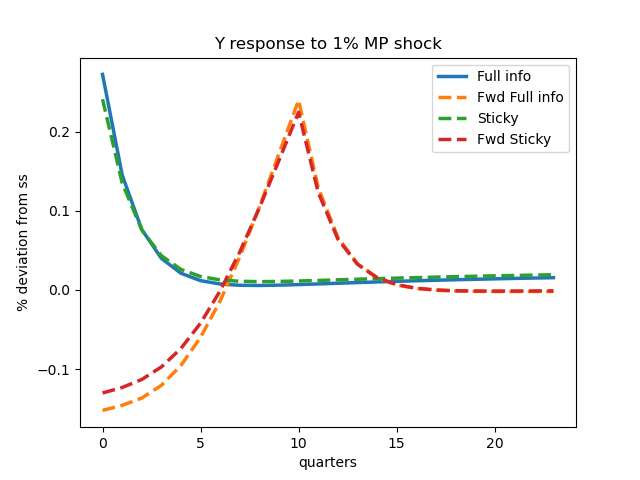 Y response to 1% MP shock
Full info
Fwd Full info
Sticky
Fwd Sticky
% deviation from ss
0.2
0.1
0.0
−0.1
0
5
10
15
20
quarters